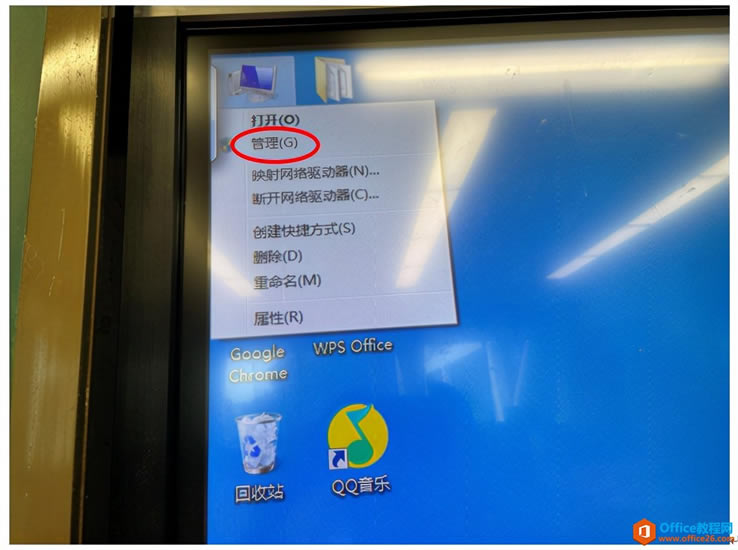 打开(O)
管理(G)
映射网络驱动器(N)...
断开网络驱动器(C)...
创建快捷方式(S)
删除(D)
重命名(M)
属性(R)
Google Chrome
WPS Office
回收站
QQ音乐
Office教程网
www.office26.com